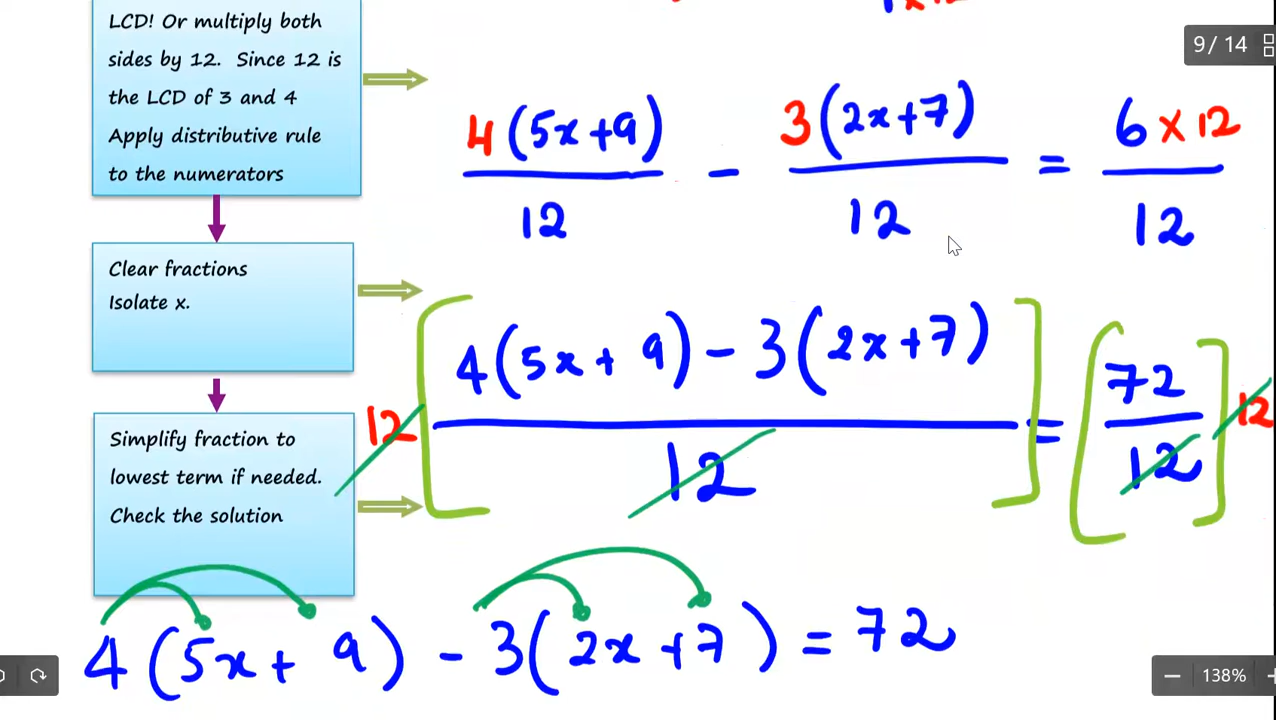 LCD! Or multiply both
sides by 12. Since 12 is
the LCD of 3 and 4
Apply distributive rule
to the numerators
9 / 14
4(5x+9)/12 - 3(2x+7)/12 = 6 x 12/12
Clear fractions
Isolate x.
12 [4(5x + 9) - 3(2x+7)/12] = [72/12] 12
Simplify fraction to
lowest term if needed.
Check the solution
4(5x + 9) - 3(2x+7) = 72
138%